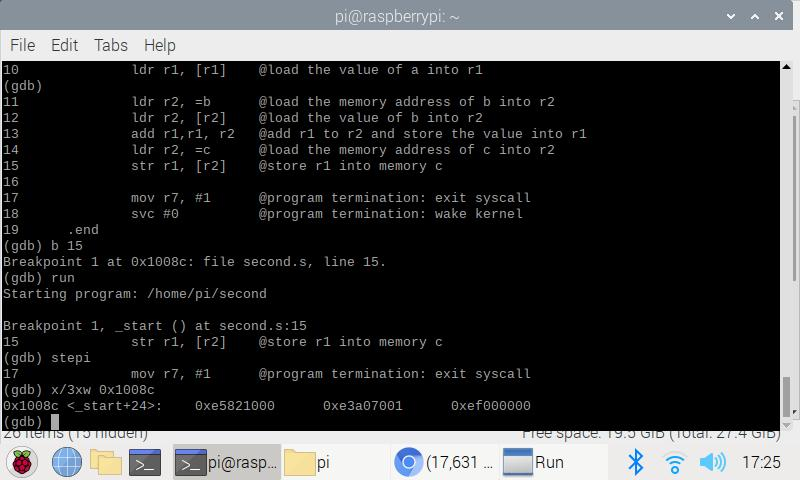 pi@raspberrypi: ~
File Edit Tabs Help
10 ldr r1, [r1] @load the value of a into r1
(gdb)
11 ldr r2, =b @load the memory address of b into r2
12 ldr r2, [r2] @load the value of b into r2
13 add r1,r1, r2 @add r1 to r2 and store the value into r1
14 ldr r2, =c @load the memory address of c into r2
15 str r1, [r2] @store r1 into memory c
16
17 mov r7, #1 @program termination: exit syscall
18 svc #0 @program termination: wake kernel
19 .end
(gdb) b 15
Breakpoint 1 at 0x1008c: file second.s, line 15.
(gdb) run
Starting program: /home/pi/second
Breakpoint 1, _start () at second.s:15
15 str r1, [r2] @store r1 into memory c
(gdb) stepi
17 mov r7, #1 @program termination: exit syscall
(gdb) x/3xw 0x1008c
0x1008c <_start+24>: 0xe5821000 0xe3a07001 0xef000000
(gdb)
26 items (15 hidden) Free space: 19.5 GiB (Total: 27.4 GiB)
pi@rasp... pi (17,631 ... Run 17:25